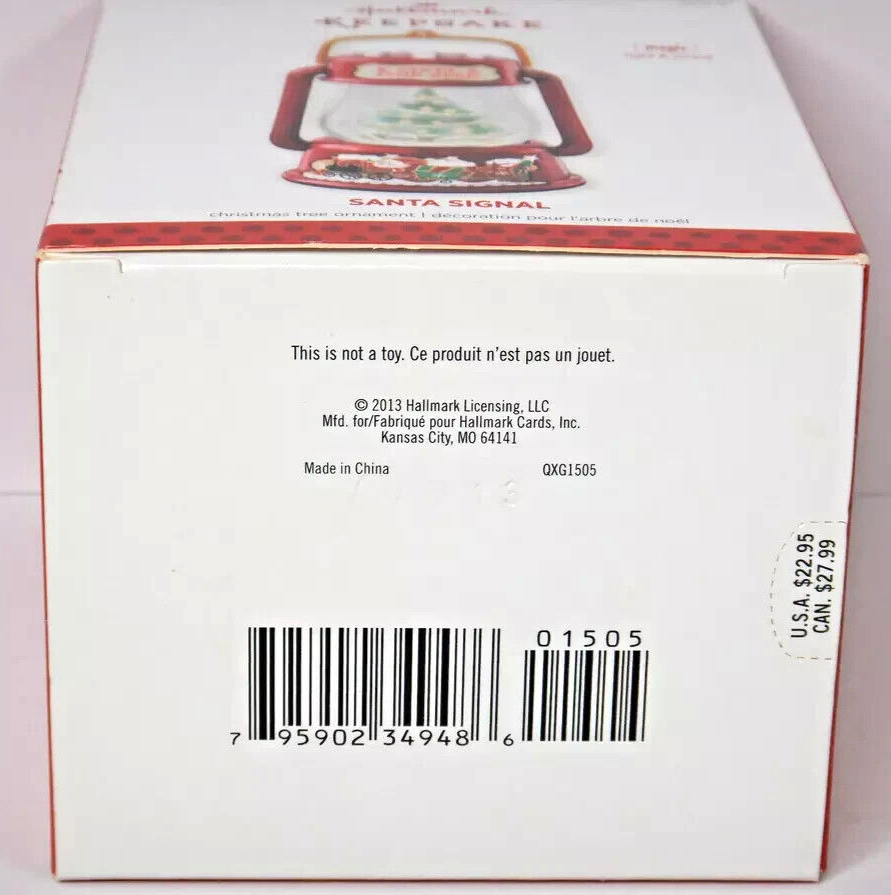 Hallmark
KEEPSAKE
SANTA SIGNAL
christmas tree ornament | décoration pour l'arbre de noël
This is not a toy. Ce produit n'est pas un jouet.
© 2013 Hallmark Licensing, LLC
Mfd. for/Fabriqué pour Hallmark Cards, Inc.
Kansas City, MO 64141
Made in China QXG1505
U.S.A. $22.95
CAN. $27.99
01505
7 95902 34948 6